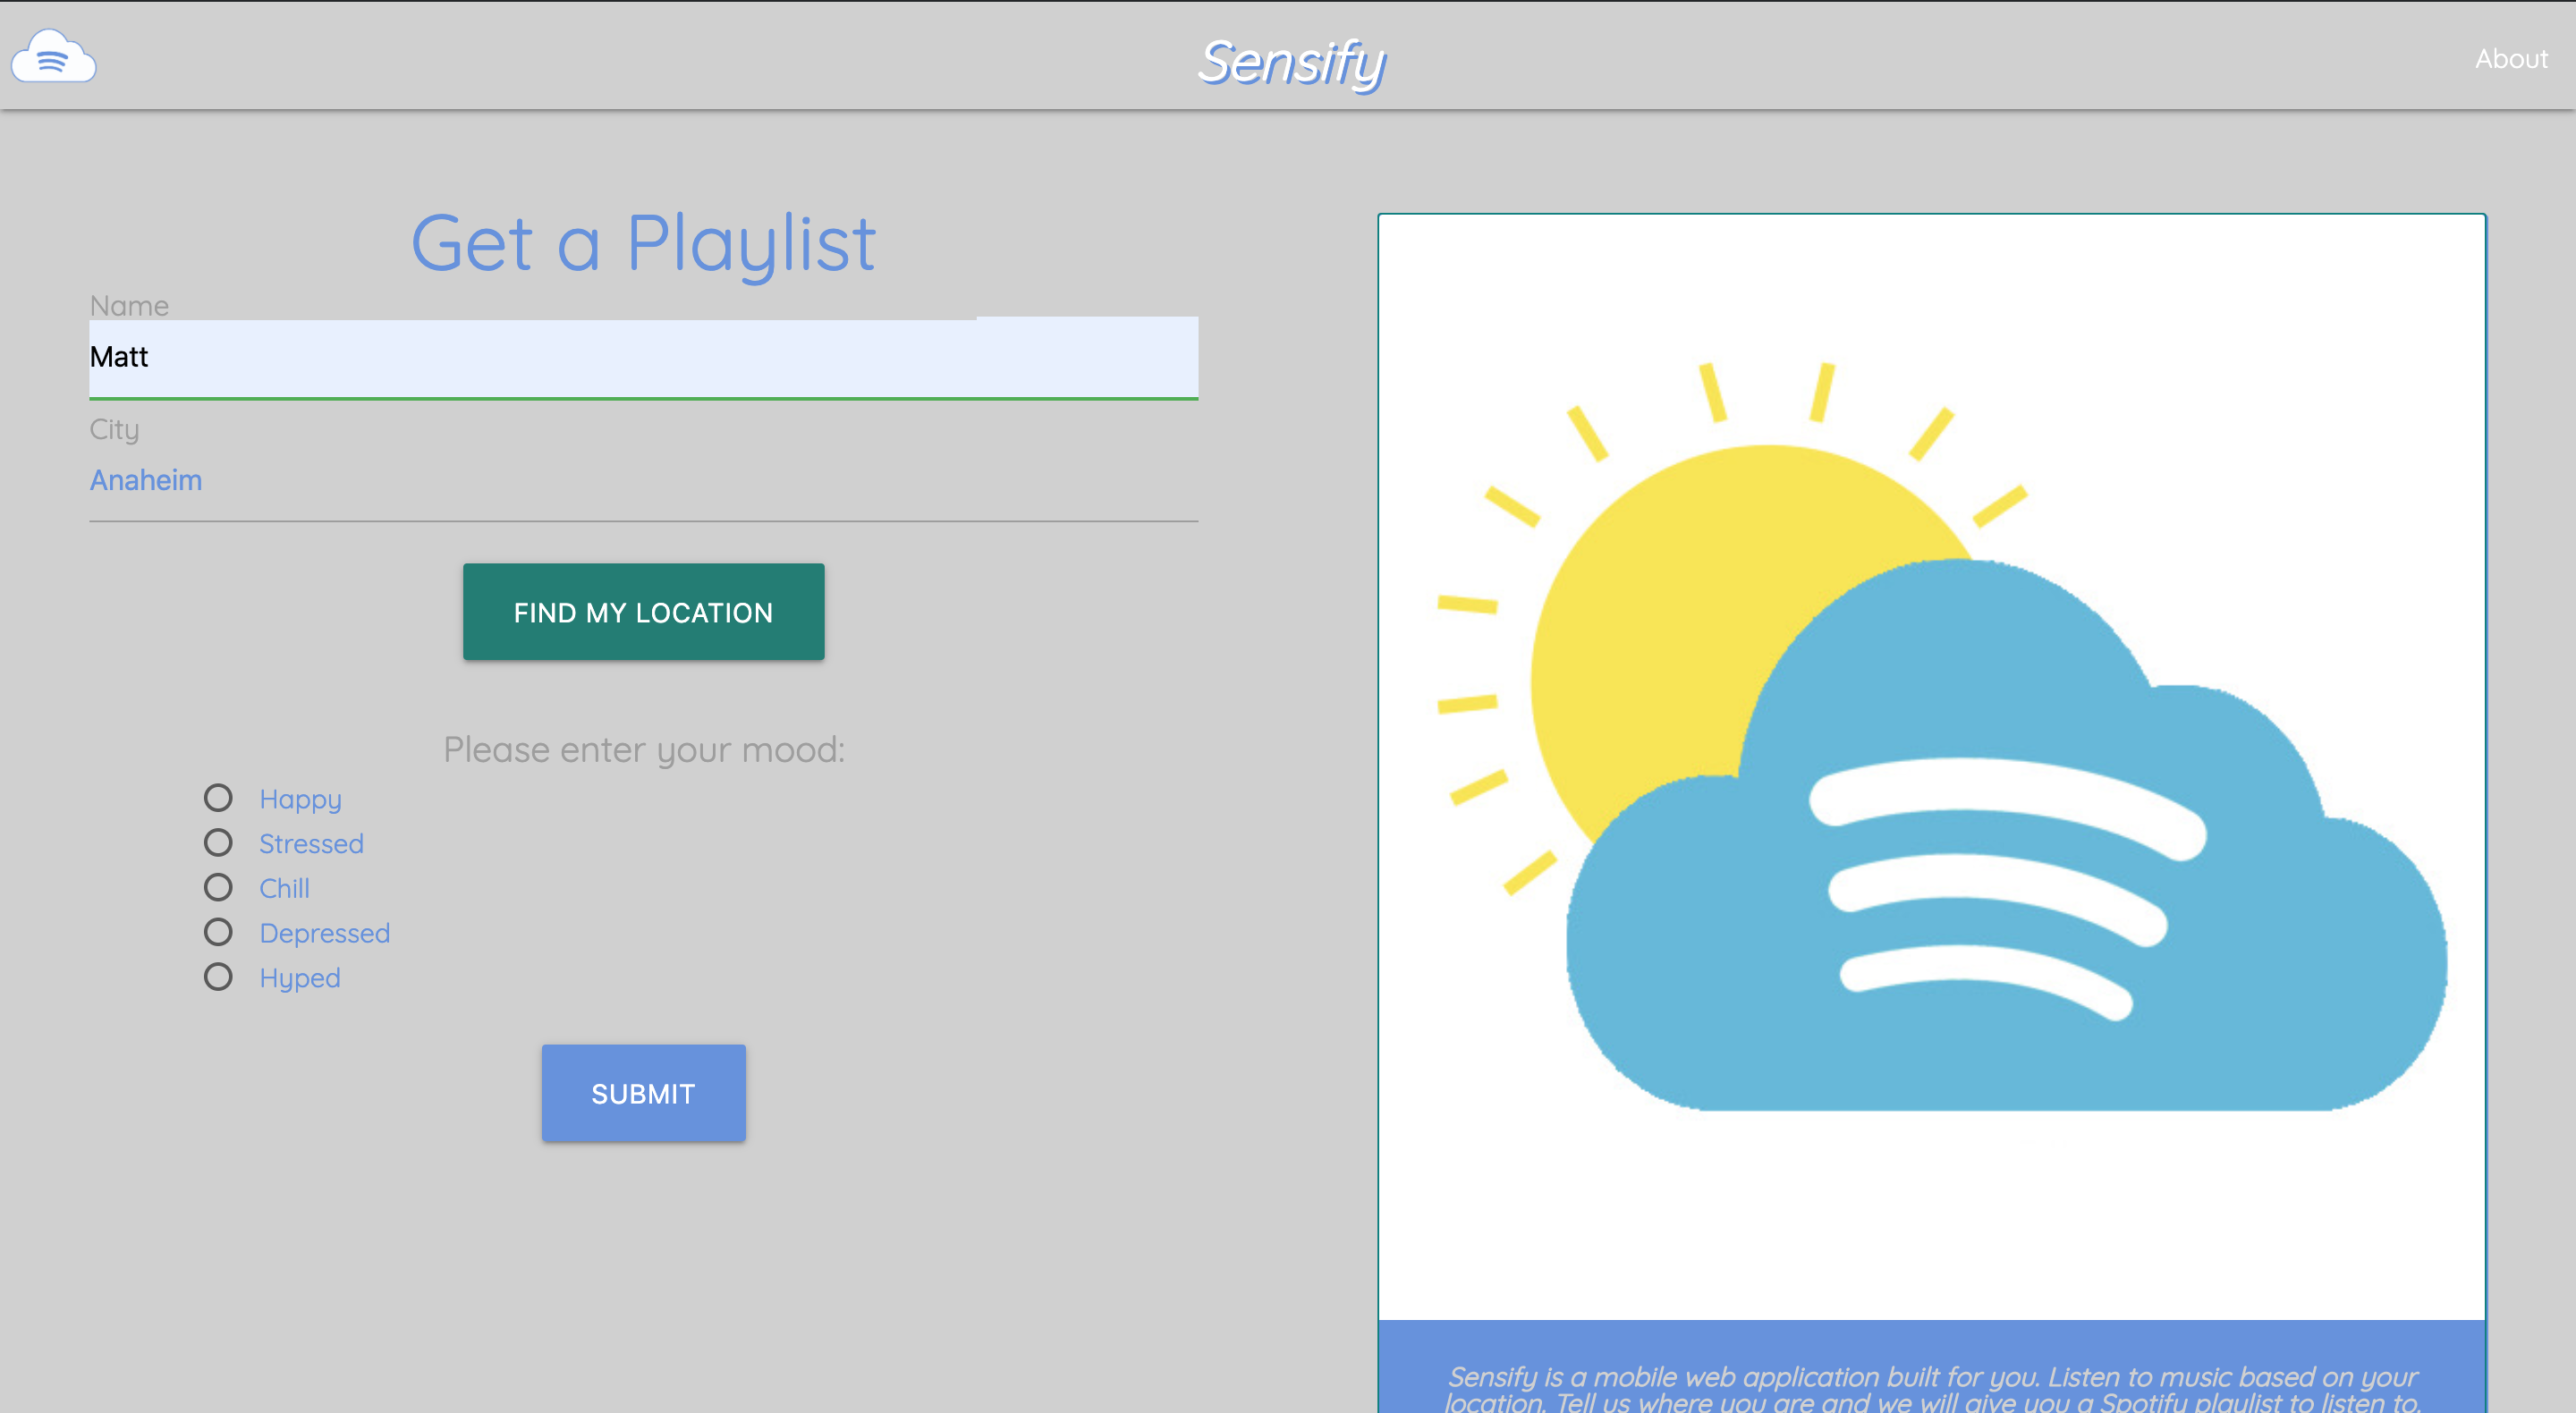 Sensify
About
Get a Playlist
Name
Matt
City
Anaheim
FIND MY LOCATION
Please enter your mood:
Happy
Stressed
Chill
Depressed
Hyped
SUBMIT
Sensify is a mobile web application built for you. Listen to music based on your
location. Tell us where you are and we will give you a Spotify playlist to listen to.